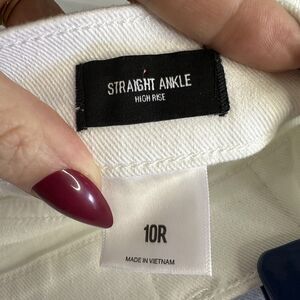 STRAIGHT ANKLE
HIGH RISE
10R
MADE IN VIETNAM